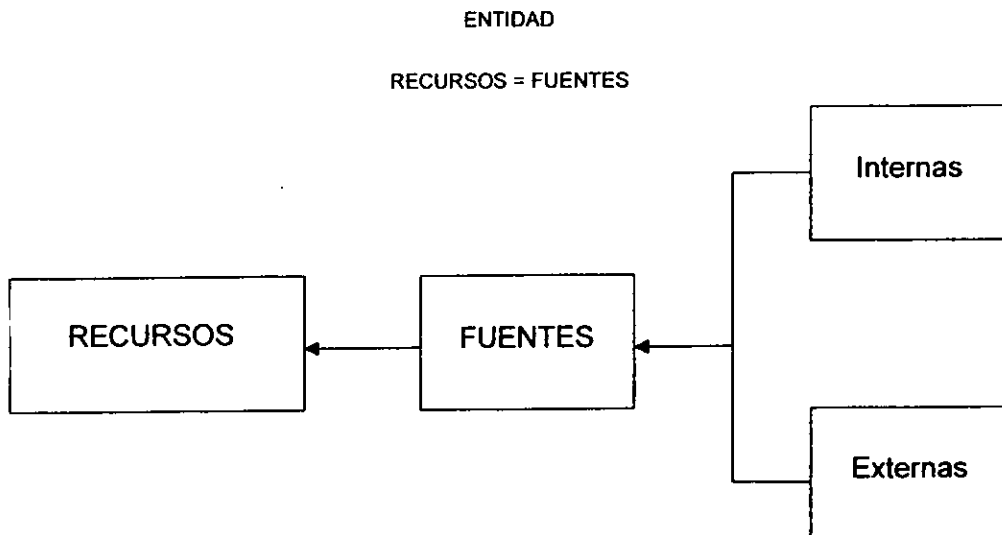 ENTIDAD
RECURSOS = FUENTES
Internas
RECURSOS
FUENTES
Externas